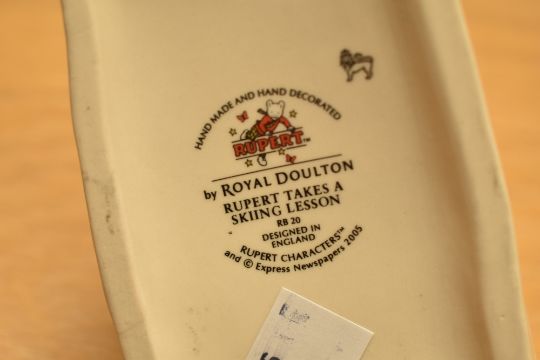 HAND MADE AND HAND DECORATED
RUPERT™
by ROYAL DOULTON
RUPERT TAKES A
SKIING LESSON
RB 20
DESIGNED IN
ENGLAND
RUPERT CHARACTERS™
and © Express Newspapers 2005